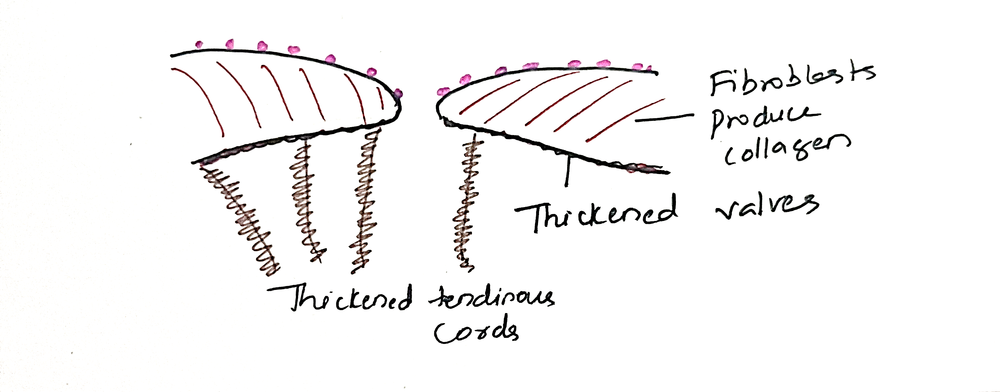 Fibroblasts
produce
collagen
Thickened valves
Thickened tendinous
cords